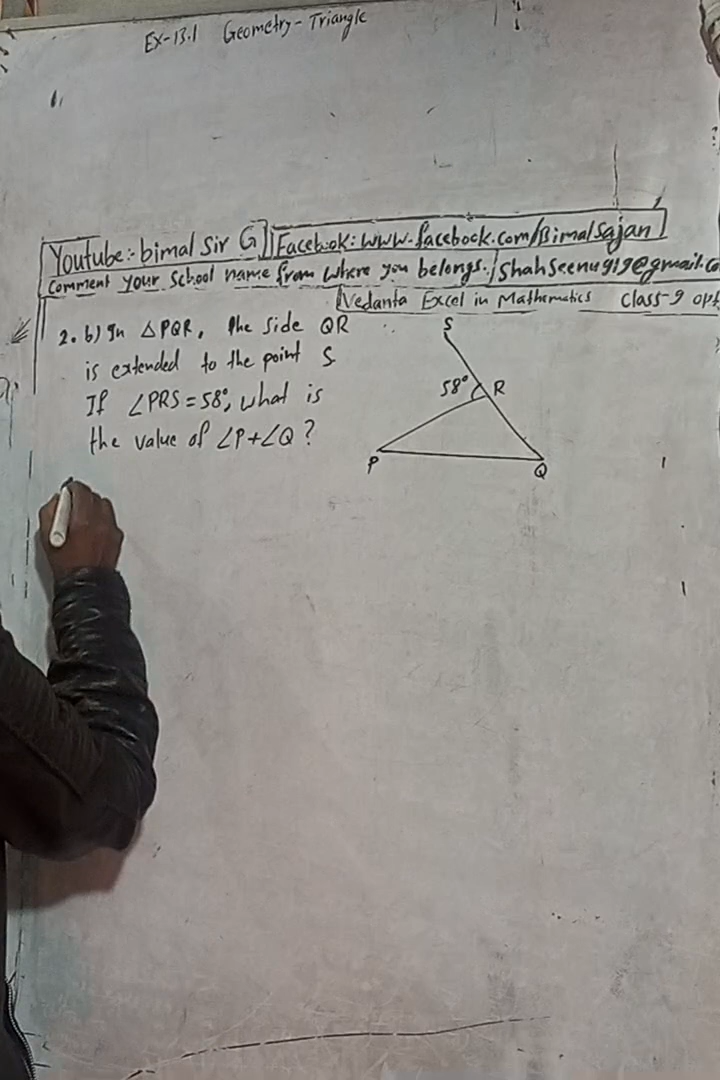 Ex-13.1 Geometry-Triangle
Youtube:- bimal Sir G
Facebook: www.facebook.com/Bimalsajan
Comment your School name from where you belongs.
Shahseenu919@gmail.co
Vedanta Excel in Mathematics Class-9 opt
2. b) In △PQR, the side QR
is extended to the point S
If ∠PRS = 58°, what is
the value of ∠P+∠Q ?
S
58° R
P
Q